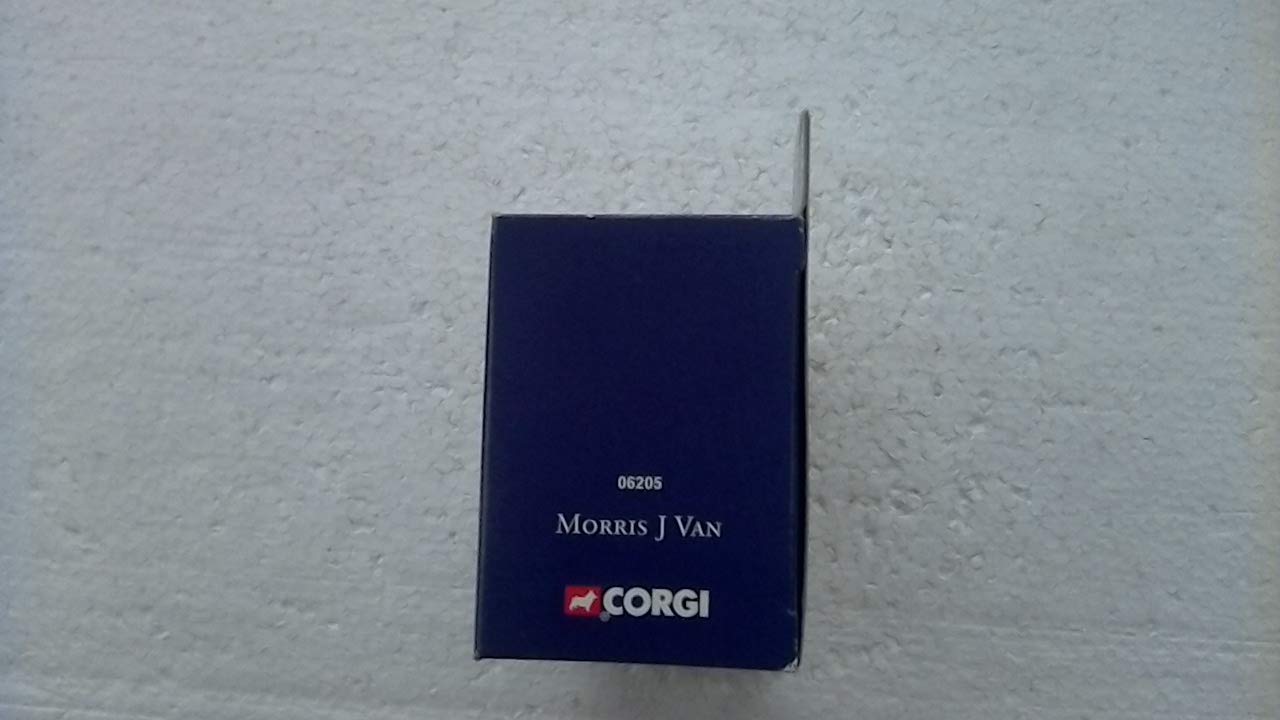 06205
MORRIS J VAN
CORGI